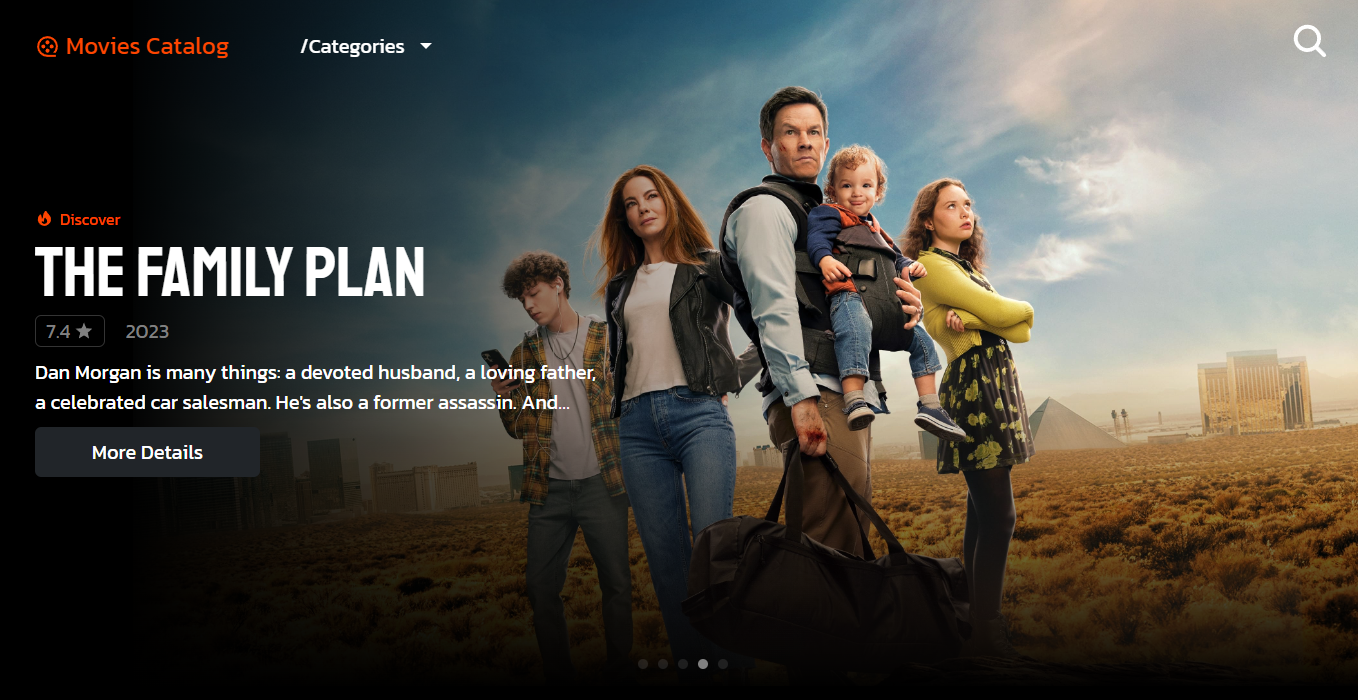 Movies Catalog
/Categories
Discover
THE FAMILY PLAN
7.4 ★ 2023
Dan Morgan is many things: a devoted husband, a loving father,
a celebrated car salesman. He's also a former assassin. And...
More Details